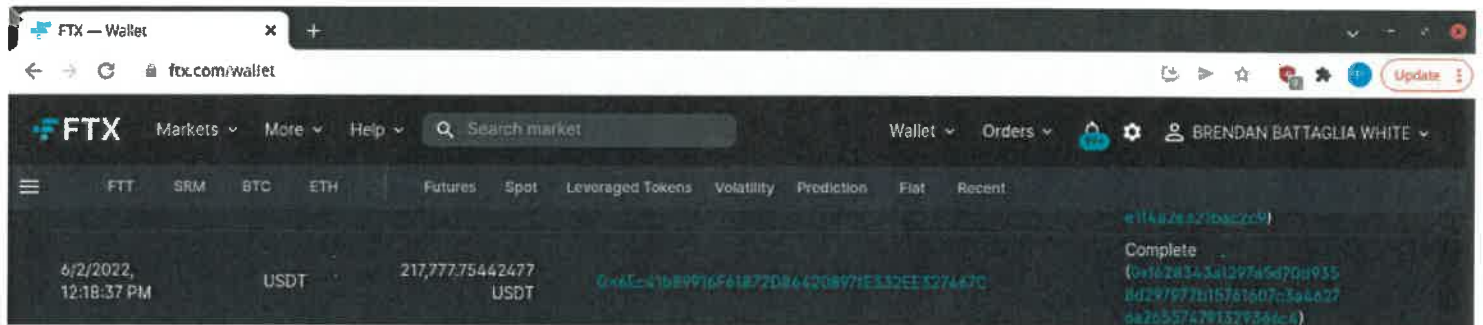 FTX — Wallet
ftx.com/wallet
Update
FTX Markets More Help Search market Wallet Orders BRENDAN BATTAGLIA WHITE
FTT SRM BTC ETH Futures Spot Leveraged Tokens Volatility Prediction Fiat Recent
Complete
6/2/2022,
12:18:37 PM
USDT
217,777.75442477
USDT